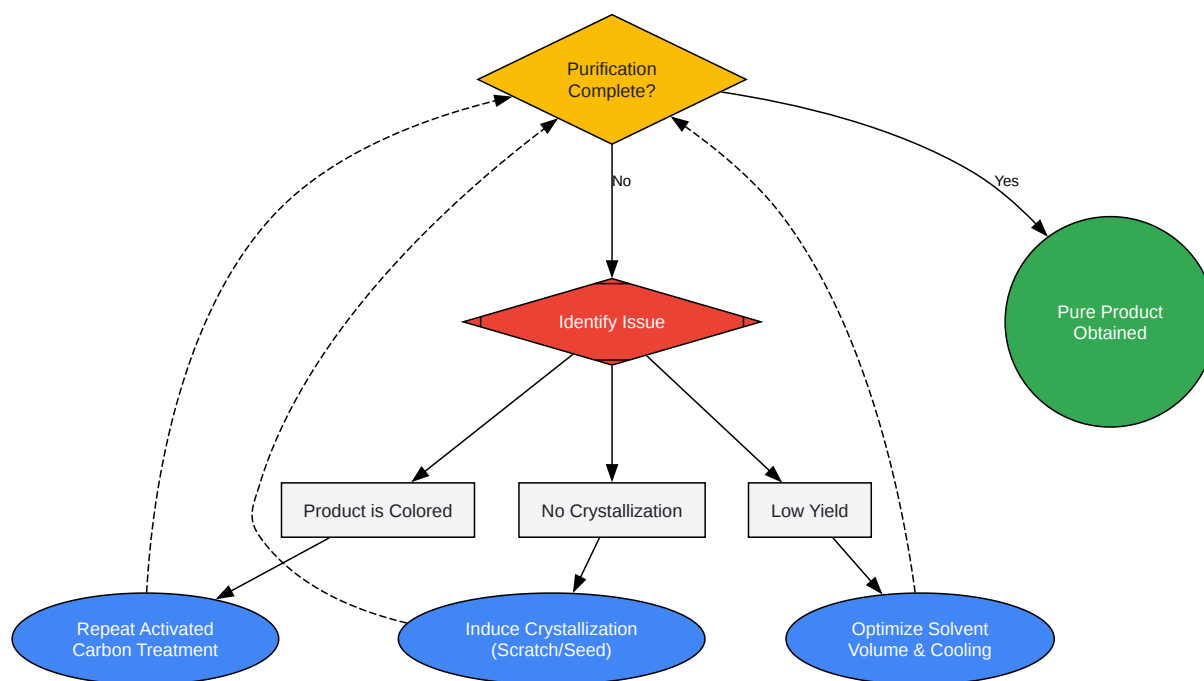 Purification
Complete?
No
Yes
Identify Issue
Pure Product
Obtained
Product is Colored
No Crystallization
Low Yield
Repeat Activated
Carbon Treatment
Induce Crystallization
(Scratch/Seed)
Optimize Solvent
Volume & Cooling